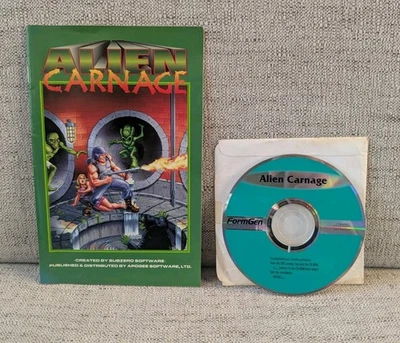 ALIEN
CARNAGE
CREATED BY SUBZERO SOFTWARE
PUBLISHED & DISTRIBUTED BY APOGEE SOFTWARE, LTD.
Alien Carnage
FormGen